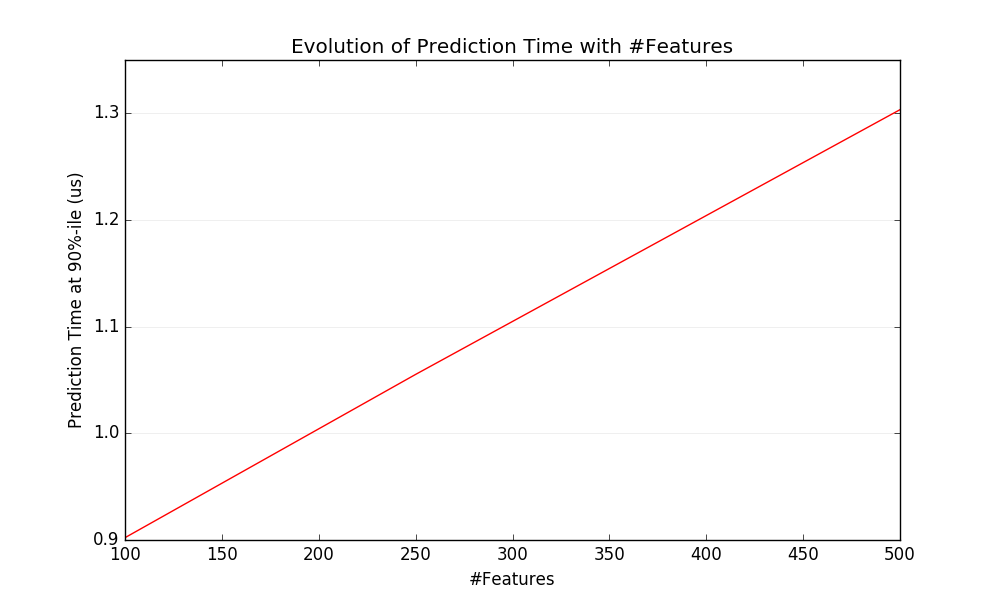 Evolution of Prediction Time with #Features
Prediction Time at 90%-ile (us)
1.3
1.2
1.1
1.0
0.9
100 150 200 250 300 350 400 450 500
#Features